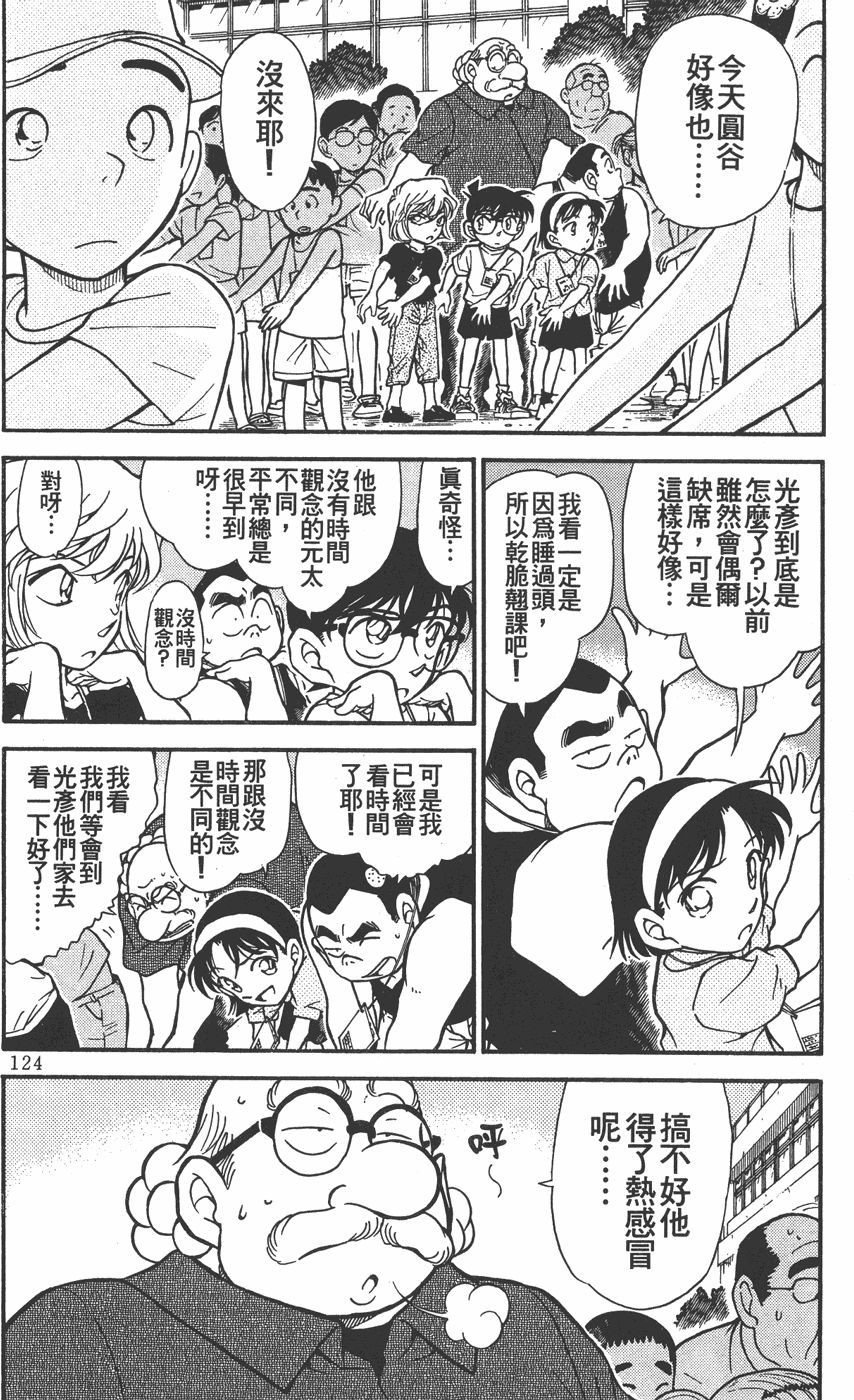 今天圓谷
好像也……
沒來耶！
光彥到底是
怎麼了？以前
雖然會偶爾
缺席，可是
這樣好像…
我看一定是
因爲睡過頭，
所以乾脆翹課吧！
眞奇怪…
他跟
沒有時間
觀念的元太
不同，
平常總是
很早到
呀……
沒時間
觀念？
對呀…
可是我
已經會
看時間
了耶！
那跟沒
時間觀念
是不同的！
我看
我們等會到
光彥他們家去
看一下好了……
124
搞不好他
得了熱感冒
呢……
呼